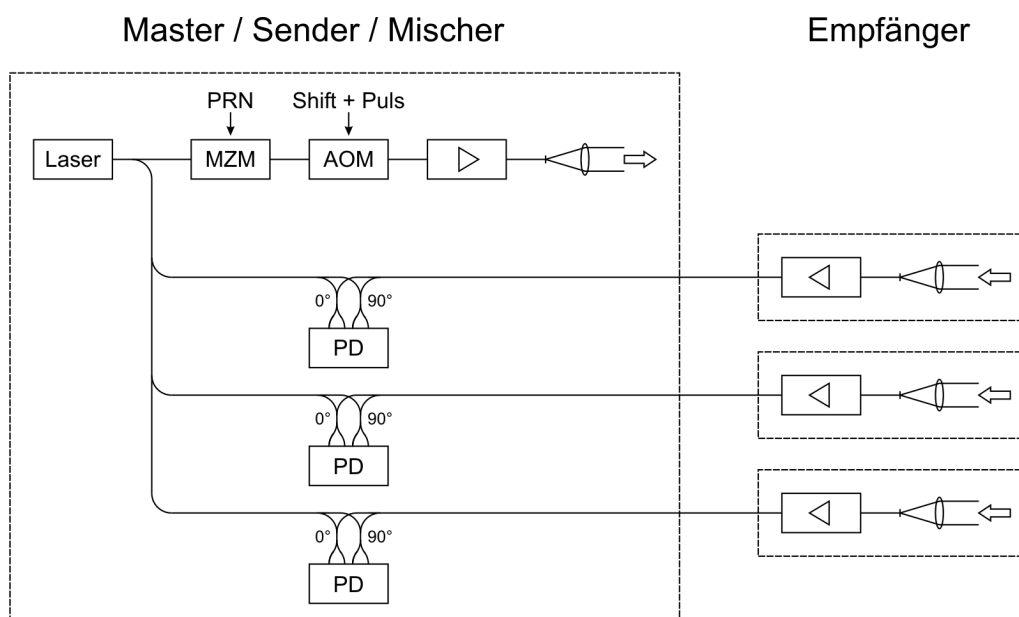 Master / Sender / Mischer
Empfänger
PRN
Shift + Puls
Laser
MZM
AOM
0°
90°
PD
0°
90°
PD
0°
90°
PD